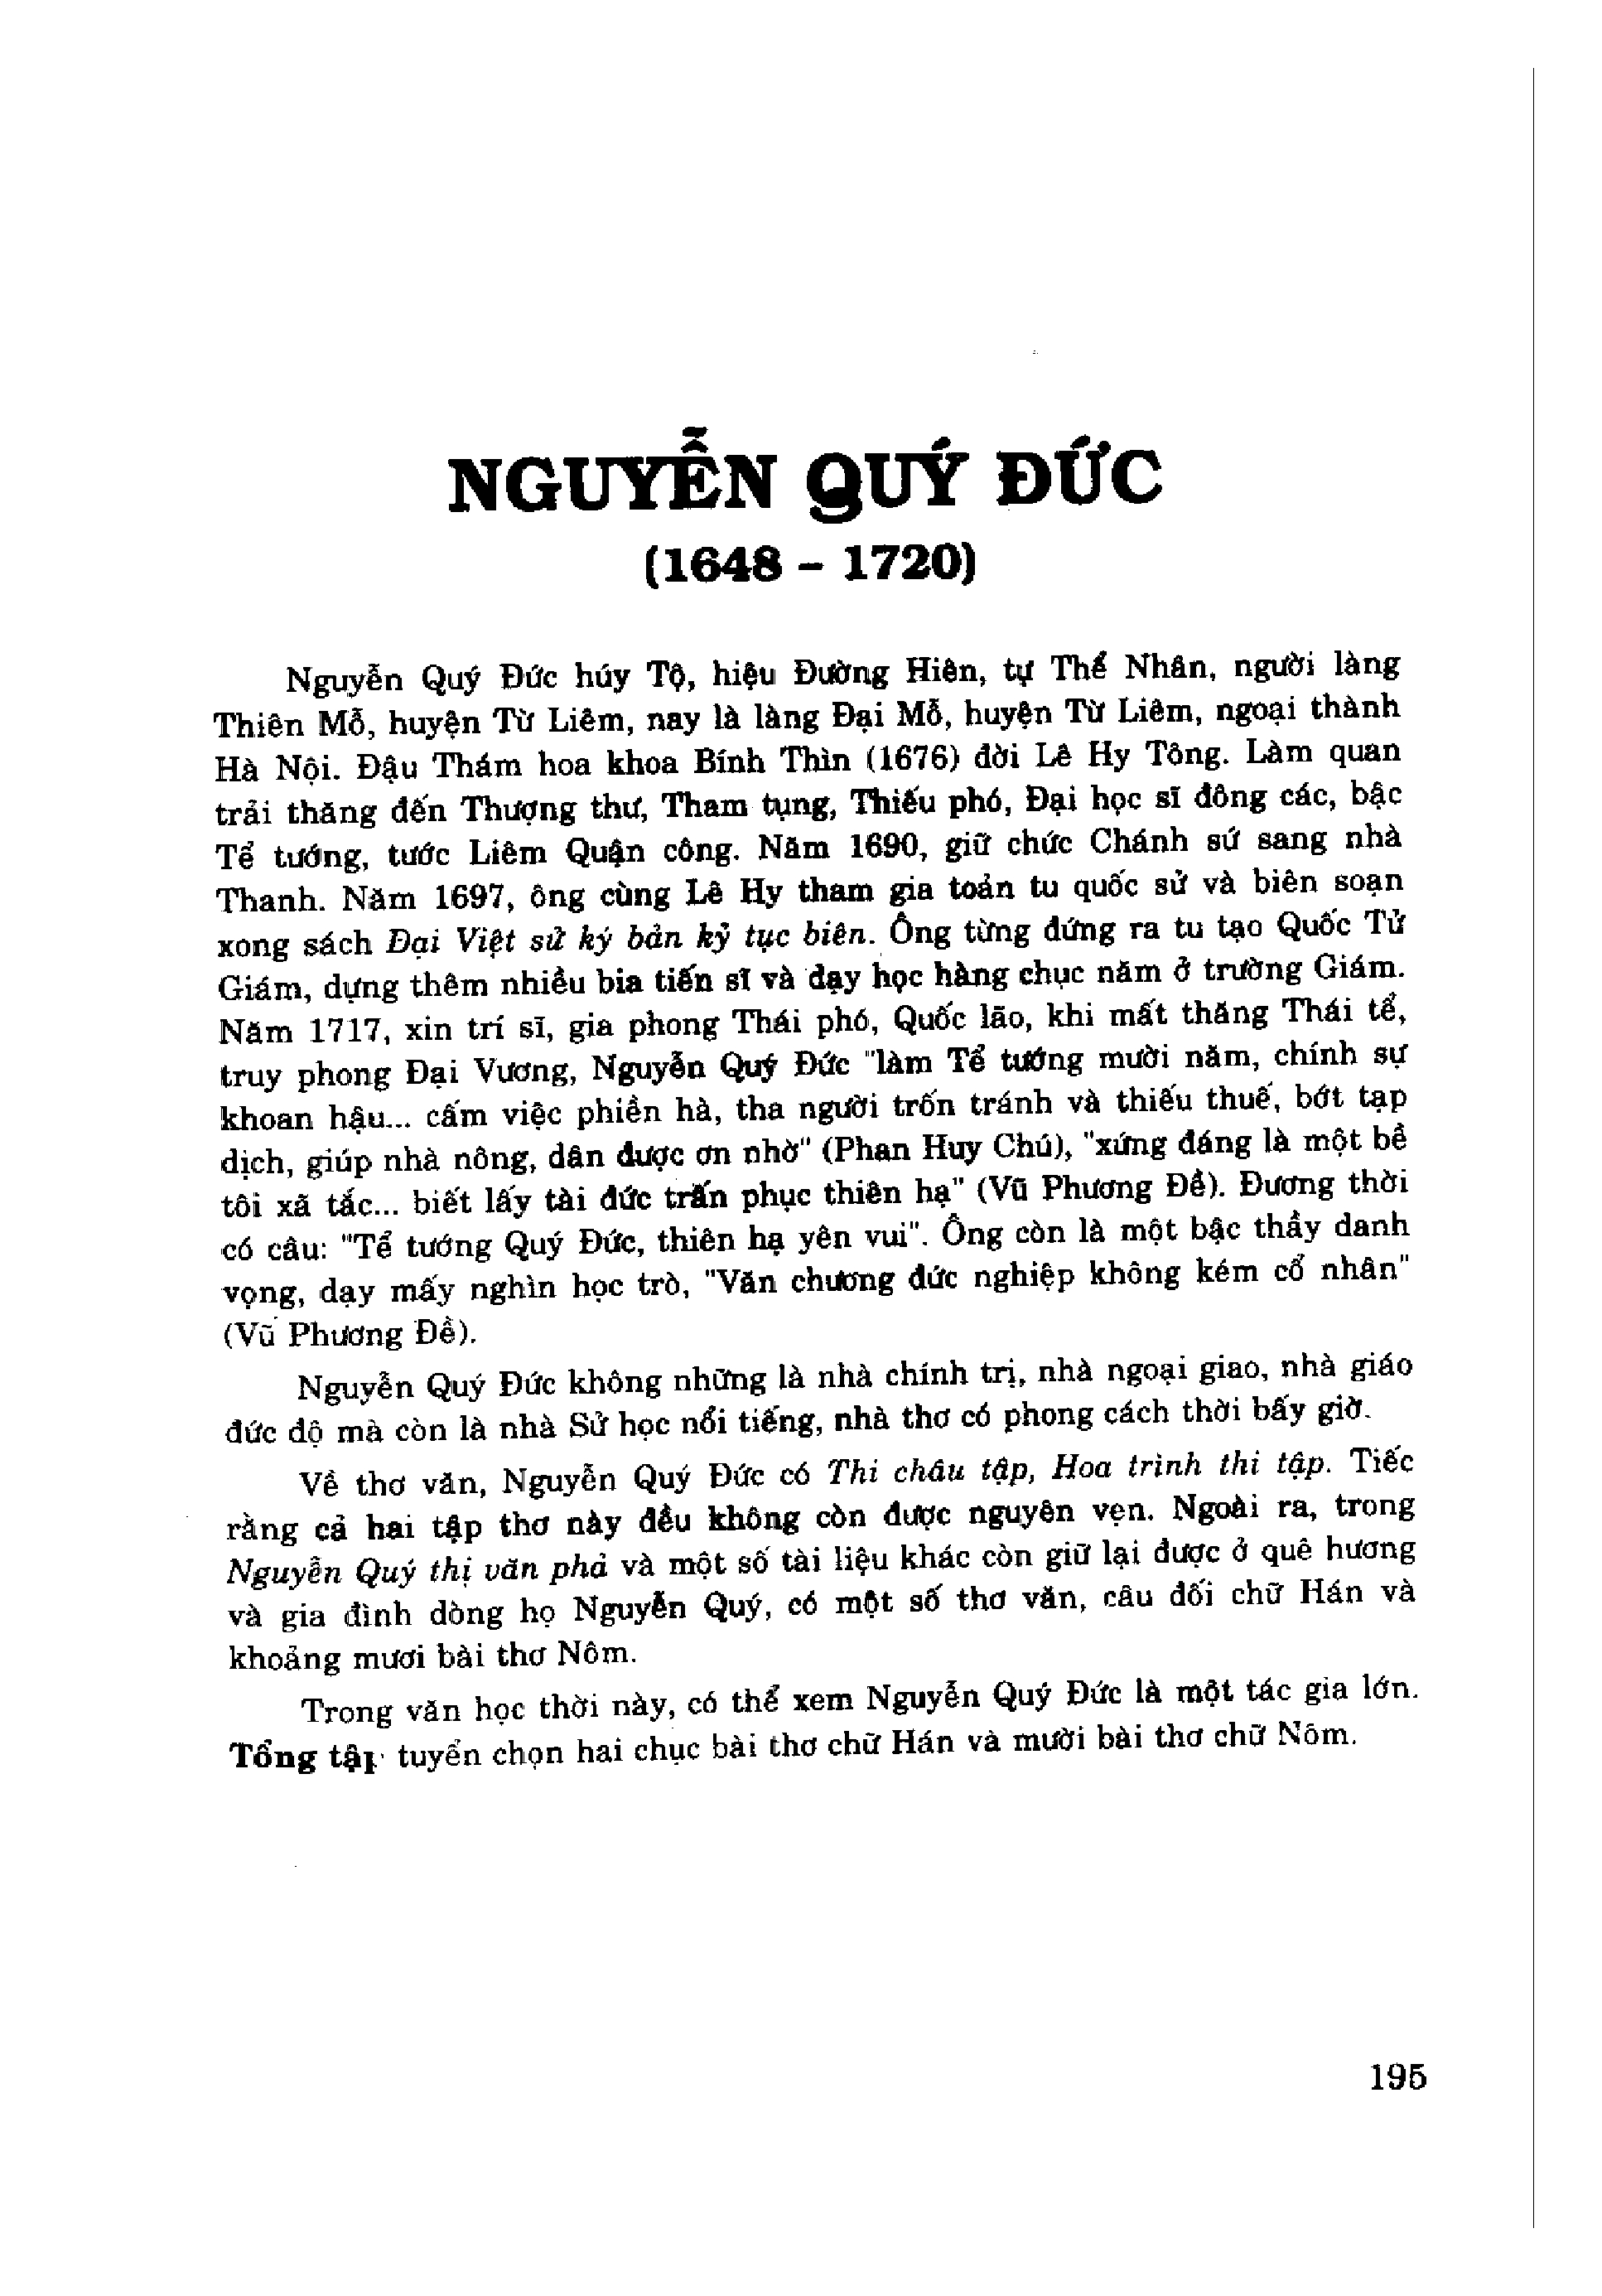 NGUYỄN QUÝ ĐỨC
(1648 – 1720)
Nguyễn Quý Đức húy Tộ, hiệu Đường Hiên, tự Thể Nhân, người làng
Thiên Mỗ, huyện Từ Liêm, nay là làng Đại Mỗ, huyện Từ Liêm, ngoại thành
Hà Nội. Đậu Thám hoa khoa Bính Thìn (1676) đời Lê Hy Tông. Làm quan
trải thăng đến Thượng thư, Tham tụng, Thiếu phó, Đại học sĩ đông các, bậc
Tể tướng, tước Liêm Quận công. Năm 1690, giữ chức Chánh sứ sang nhà
Thanh. Năm 1697, ông cùng Lê Hy tham gia toản tu quốc sử và biên soạn
xong sách Đại Việt sử ký bản kỷ tục biên. Ông từng đứng ra tu tạo Quốc Tử
Giám, dựng thêm nhiều bia tiến sĩ và dạy học hàng chục năm ở trường Giám.
Năm 1717, xin trí sĩ, gia phong Thái phó, Quốc lão, khi mất thăng Thái tể,
truy phong Đại Vương, Nguyễn Quý Đức "làm Tể tướng mười năm, chính sự
khoan hậu... cấm việc phiền hà, tha người trốn tránh và thiếu thuế, bớt tạp
dịch, giúp nhà nông, dân được ơn nhờ" (Phan Huy Chú), "xứng đáng là một bề
tôi xã tắc... biết lấy tài đức trấn phục thiên hạ" (Vũ Phương Đề). Đương thời
có câu: "Tể tướng Quý Đức, thiên hạ yên vui". Ông còn là một bậc thầy danh
vọng, dạy mấy nghìn học trò, "Văn chương đức nghiệp không kém cổ nhân"
(Vũ Phương Đề).
Nguyễn Quý Đức không những là nhà chính trị, nhà ngoại giao, nhà giáo
đức độ mà còn là nhà Sử học nổi tiếng, nhà thơ có phong cách thời bấy giờ.
Về thơ văn, Nguyễn Quý Đức có Thi châu tập, Hoa trình thi tập. Tiếc
rằng cả hai tập thơ này đều không còn được nguyên vẹn. Ngoài ra, trong
Nguyễn Quý thị văn phả và một số tài liệu khác còn giữ lại được ở quê hương
và gia đình dòng họ Nguyễn Quý, có một số thơ văn, câu đối chữ Hán và
khoảng mươi bài thơ Nôm.
Trong văn học thời này, có thể xem Nguyễn Quý Đức là một tác gia lớn.
Tổng tập tuyển chọn hai chục bài thơ chữ Hán và mười bài thơ chữ Nôm.
195